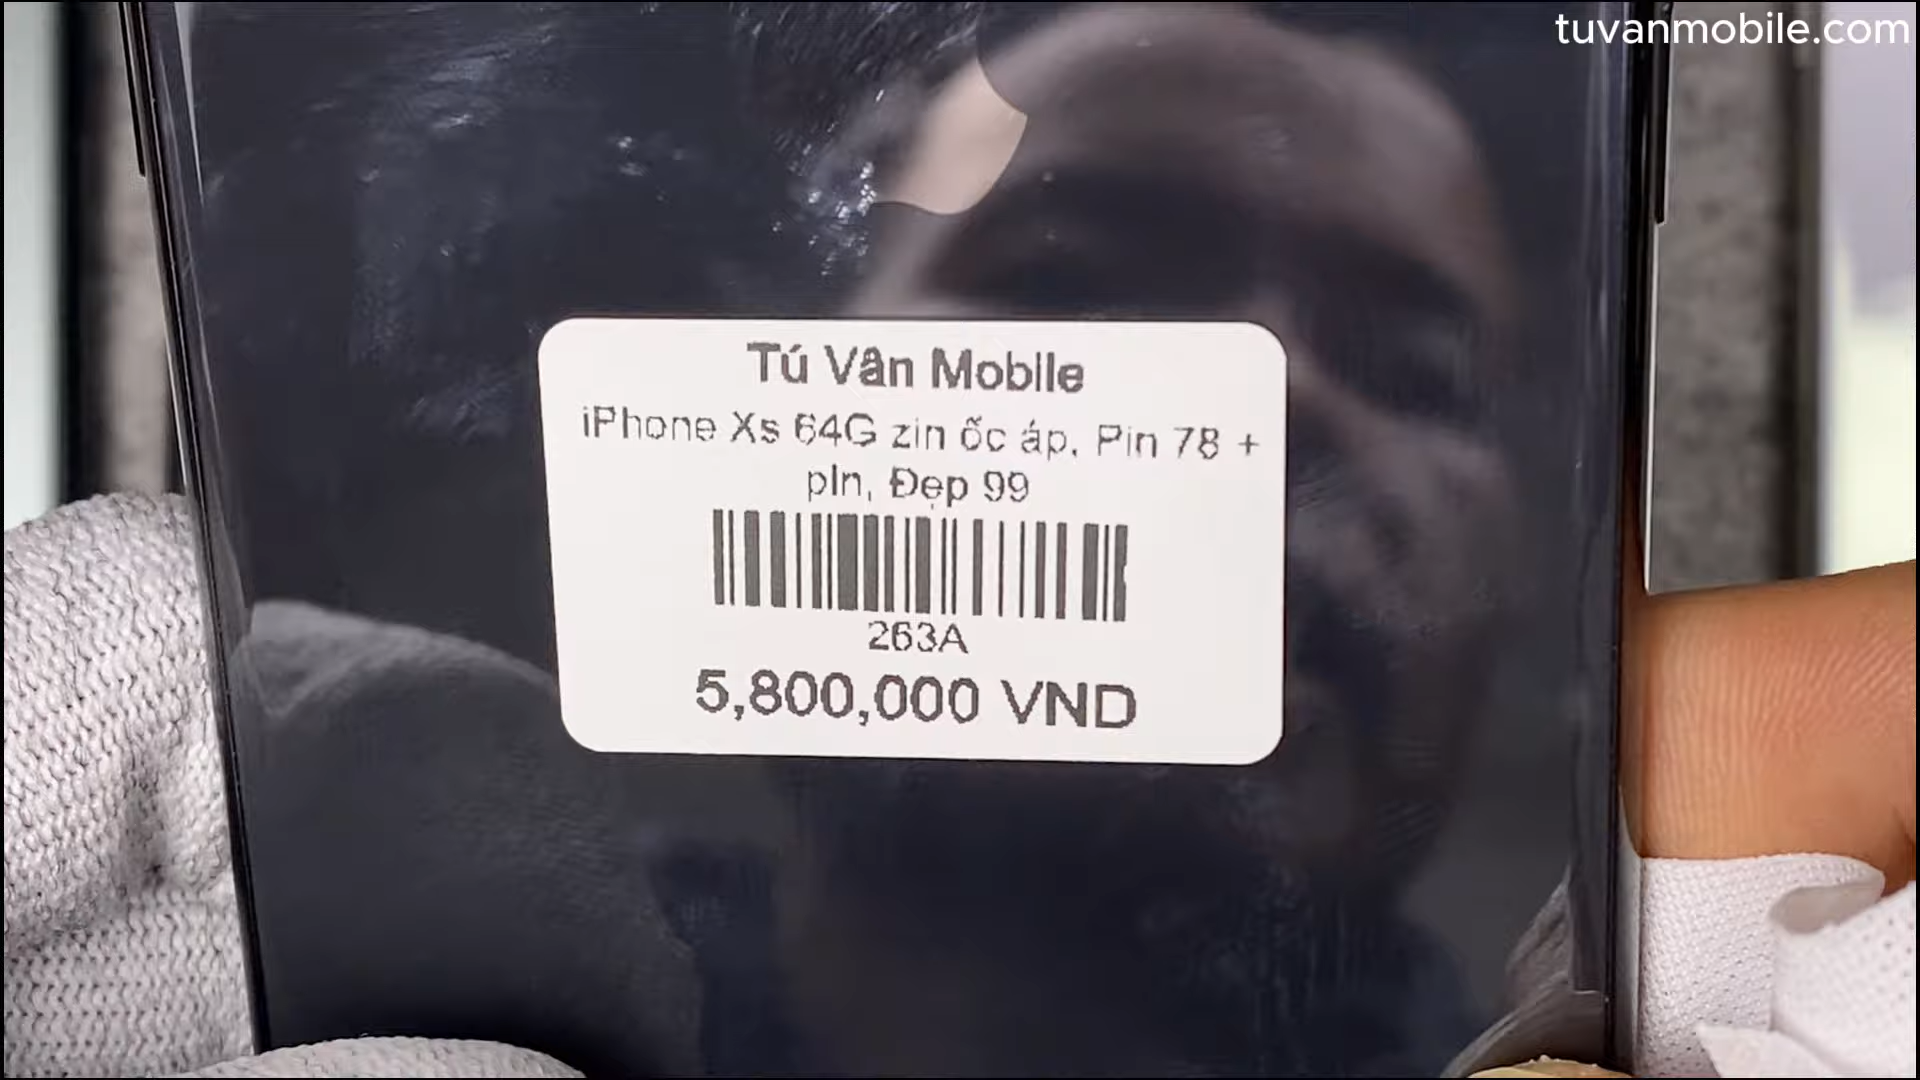 tuvanmobile.com
Tú Vân Mobile
iPhone Xs 64G zin ốc áp, Pin 78 +
pin, Đẹp 99
263A
5,800,000 VND